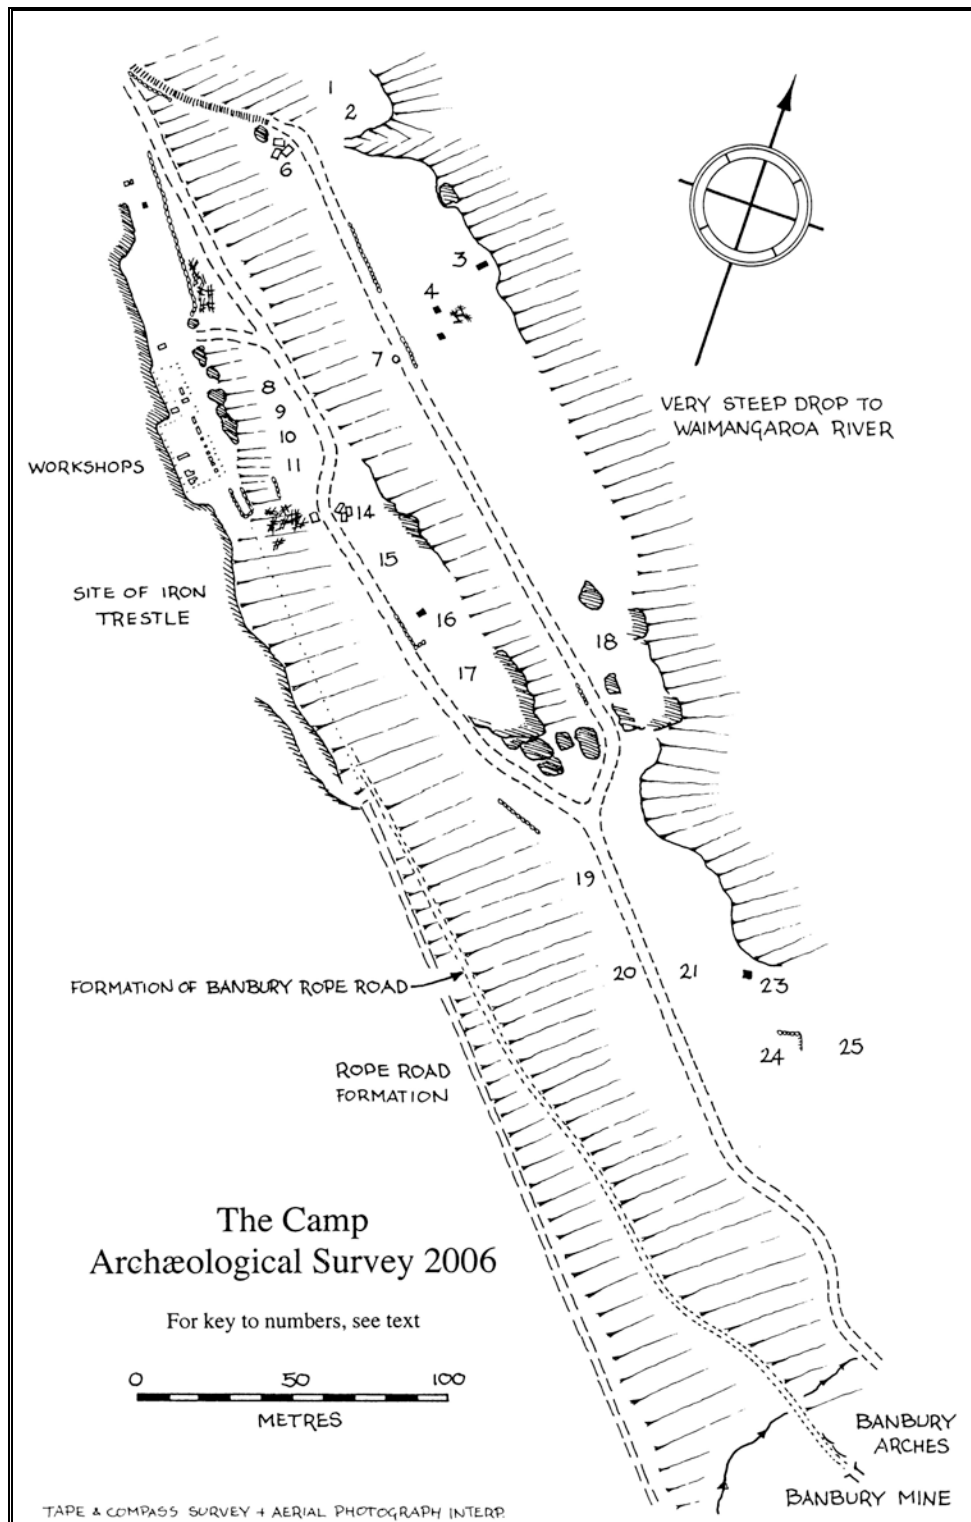 1
2
6
3
4
7
VERY STEEP DROP TO
WAIMANGAROA RIVER
8
9
10
11
WORKSHOPS
14
15
SITE OF IRON
TRESTLE
16
18
17
19
20
21
23
FORMATION OF BANBURY ROPE ROAD
24
25
ROPE ROAD
FORMATION
The Camp
Archæological Survey 2006
For key to numbers, see text
0 50 100
METRES
BANBURY
ARCHES
BANBURY MINE
TAPE & COMPASS SURVEY + AERIAL PHOTOGRAPH INTERP.